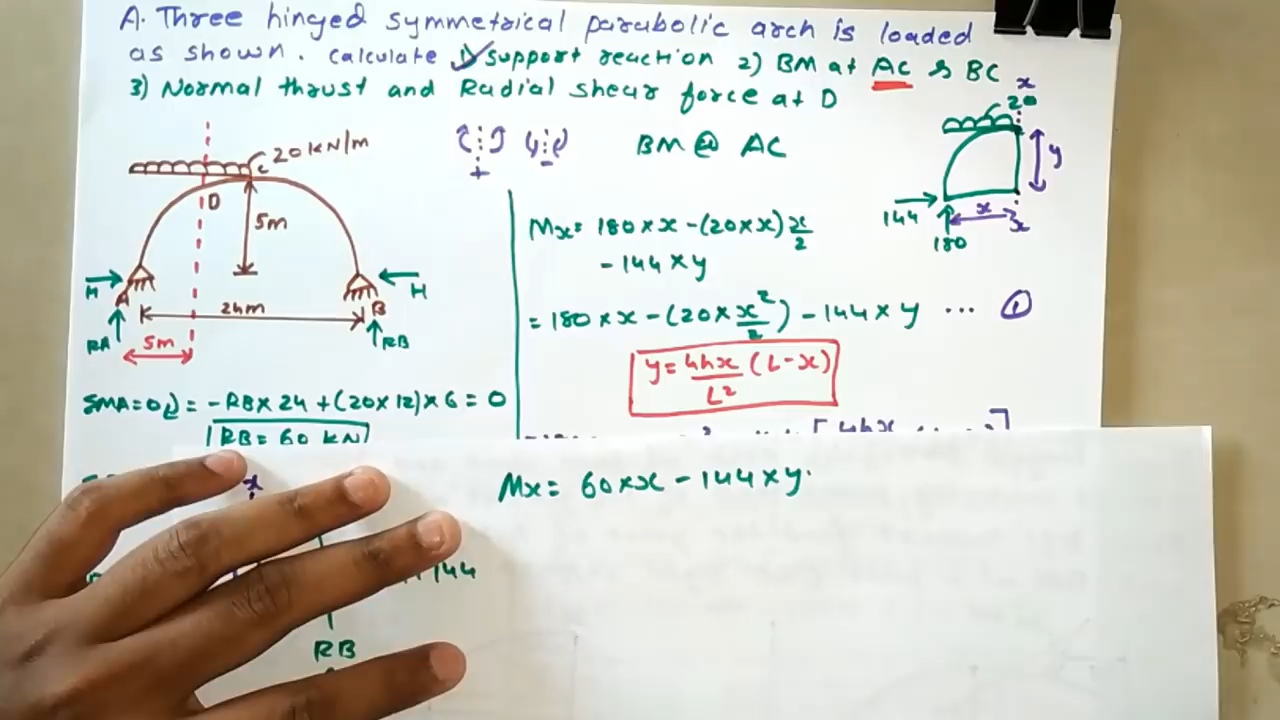 A. Three hinged symmetrical parabolic arch is loaded
as shown. Calculate 1) support reaction 2) BM at AC & BC
3) Normal thrust and Radial shear force at D
20 kN/m
C
D
5m
H
H
A
B
24m
RA
RB
5m
ΣMA=0 = -RB×24 + (20×12)×6 = 0
RB = 60 kN
x
144
RB
+
-
BM @ AC
x
20
y
144
180
x
x
Mx = 180×x - (20×x)x/2
- 144×y
= 180×x - (20×x²/2) - 144×y ... ①
y = 4hx/L² (L-x)
4hx
Mx = 60×x - 144×y.